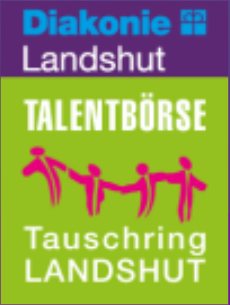 Diakonie
Landshut
TALENTBÖRSE
Tauschring
LANDSHUT